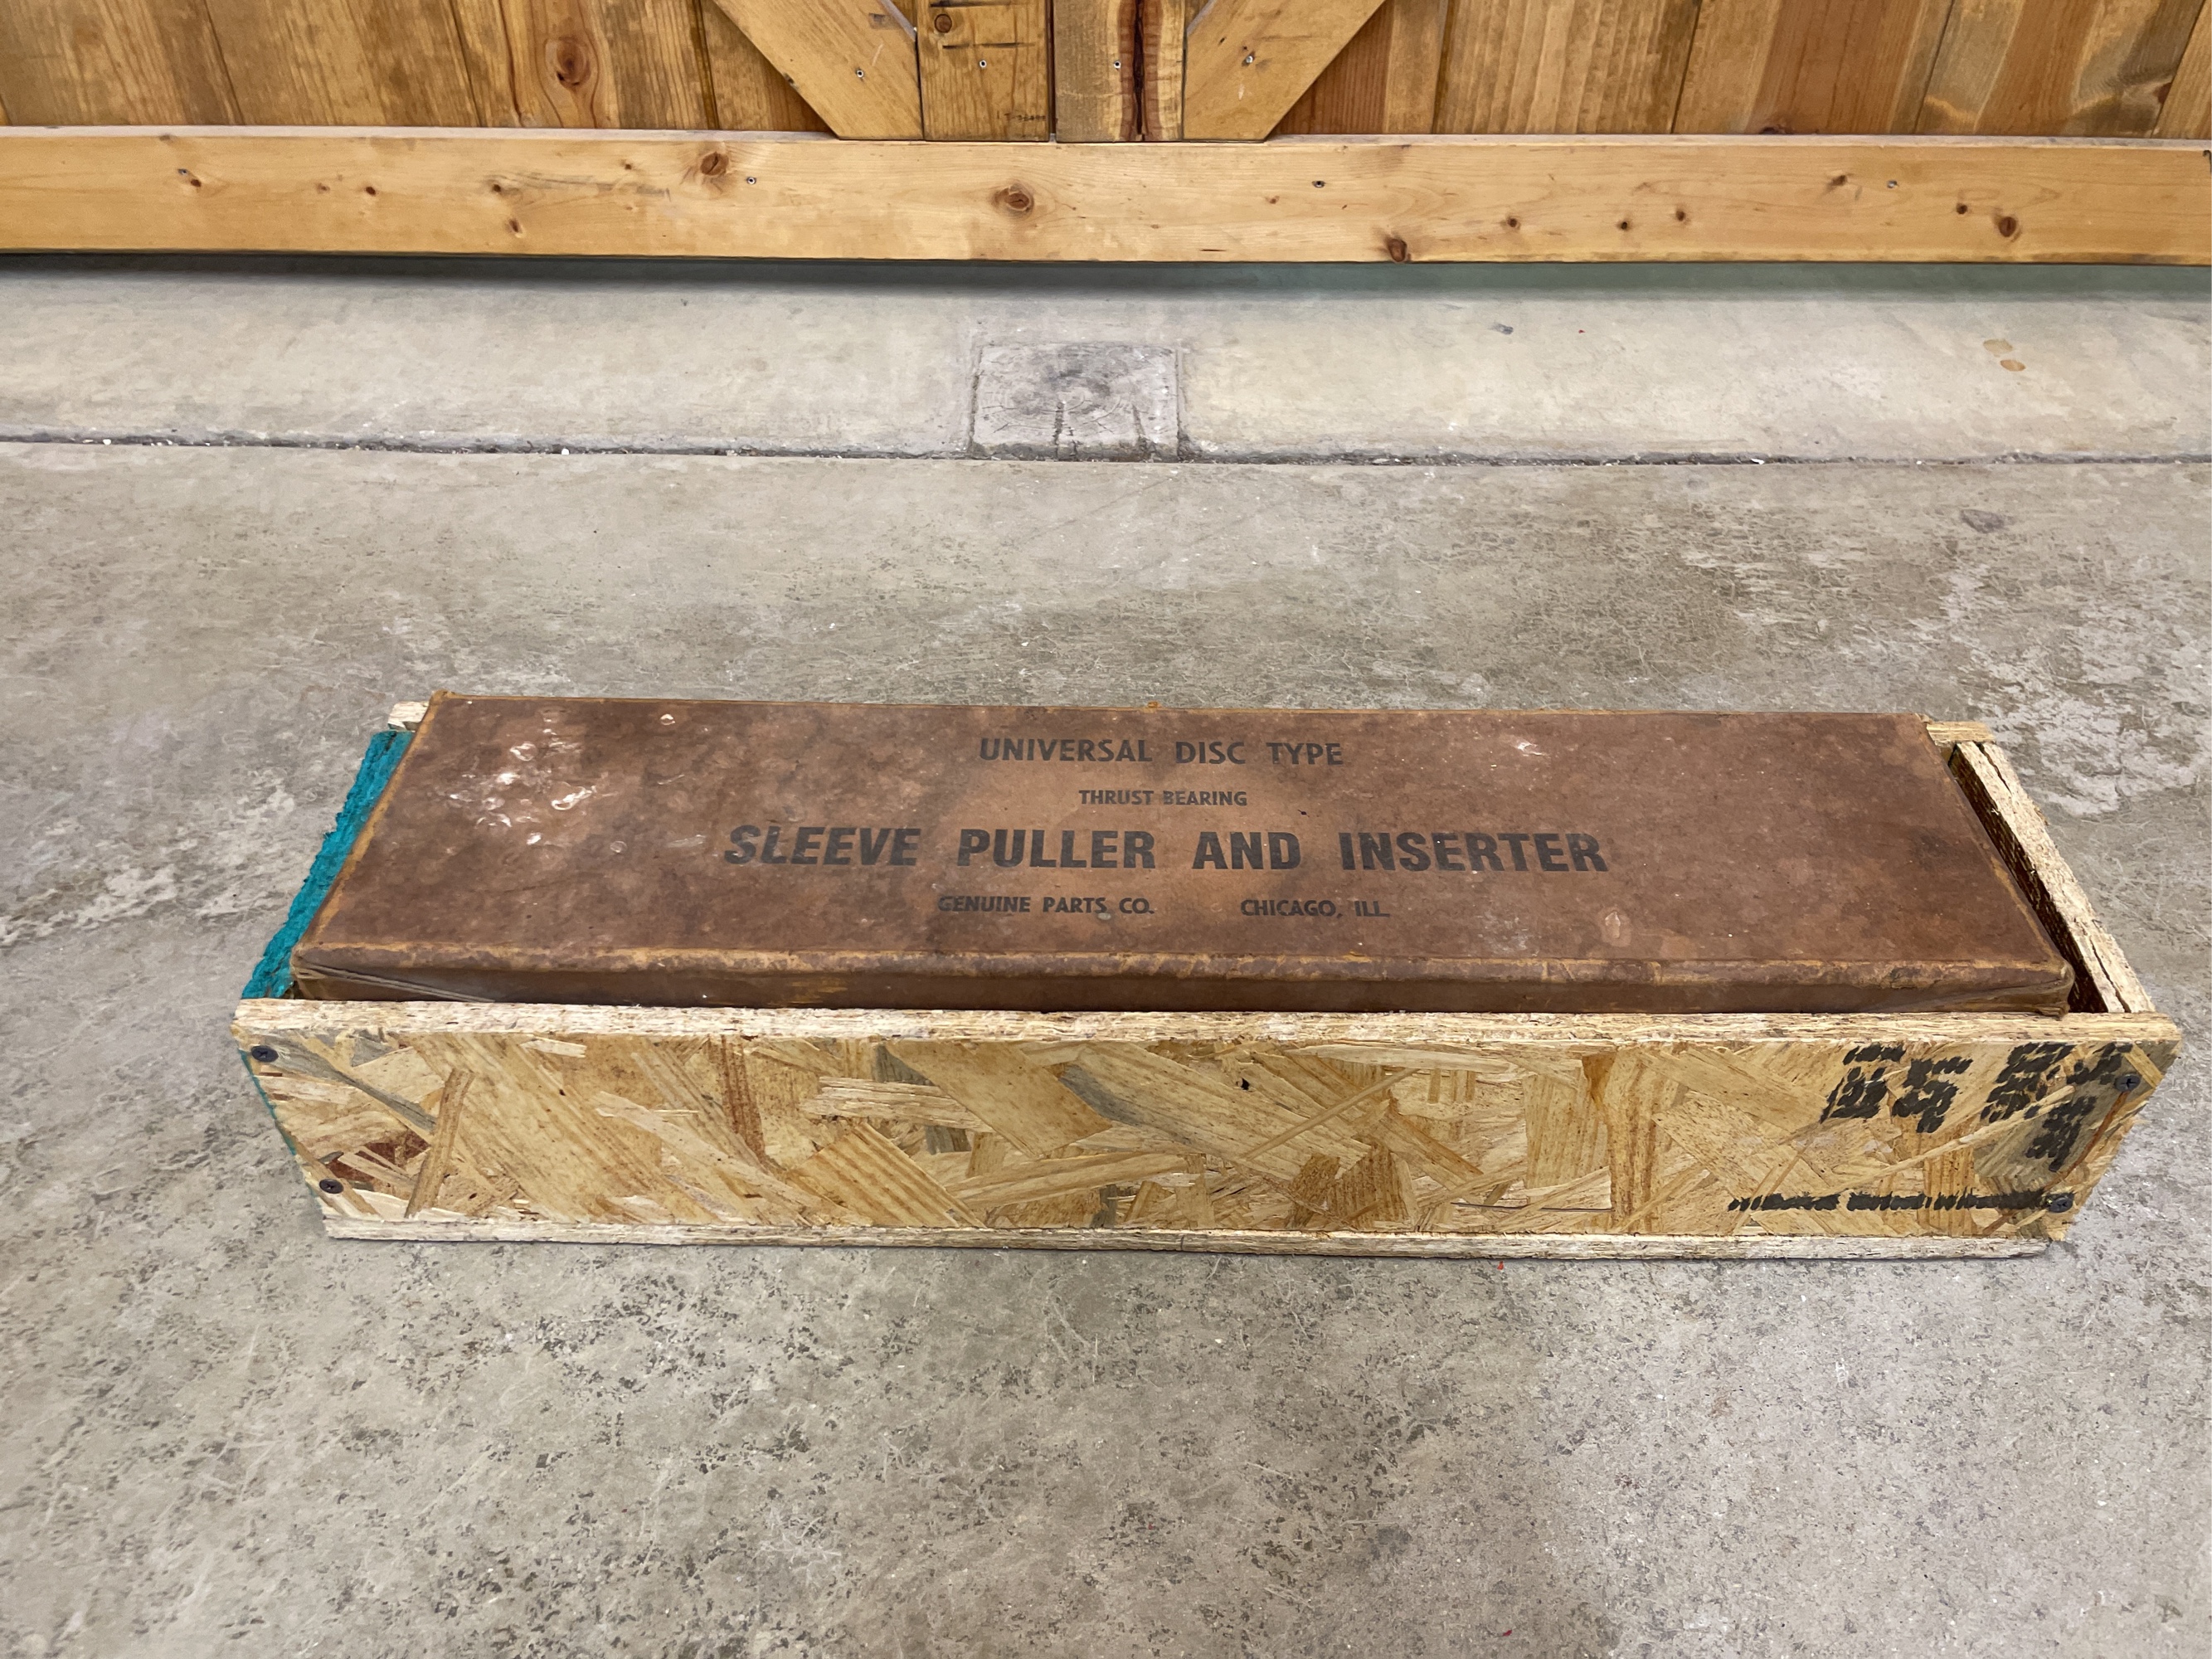 UNIVERSAL DISC TYPE
THRUST BEARING
SLEEVE PULLER AND INSERTER
GENUINE PARTS CO. CHICAGO, ILL.